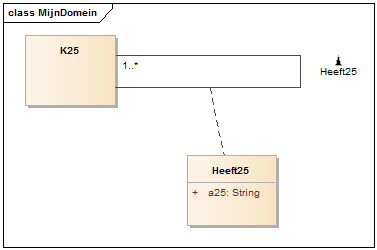 class MijnDomein
K25
1..*
Heeft25
Heeft25
+ a25: String